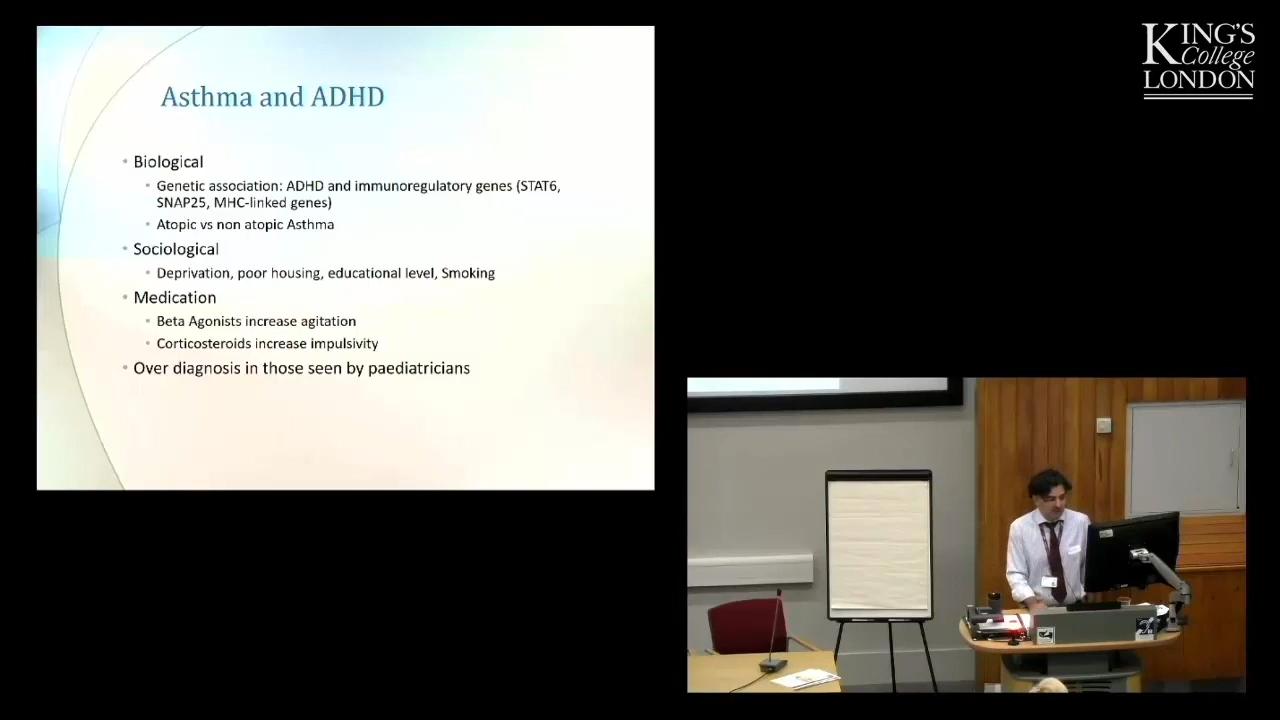 Asthma and ADHD
• Biological
• Genetic association: ADHD and immunoregulatory genes (STAT6,
SNAP25, MHC-linked genes)
• Atopic vs non atopic Asthma
• Sociological
• Deprivation, poor housing, educational level, Smoking
• Medication
• Beta Agonists increase agitation
• Corticosteroids increase impulsivity
• Over diagnosis in those seen by paediatricians
KING'S
College
LONDON